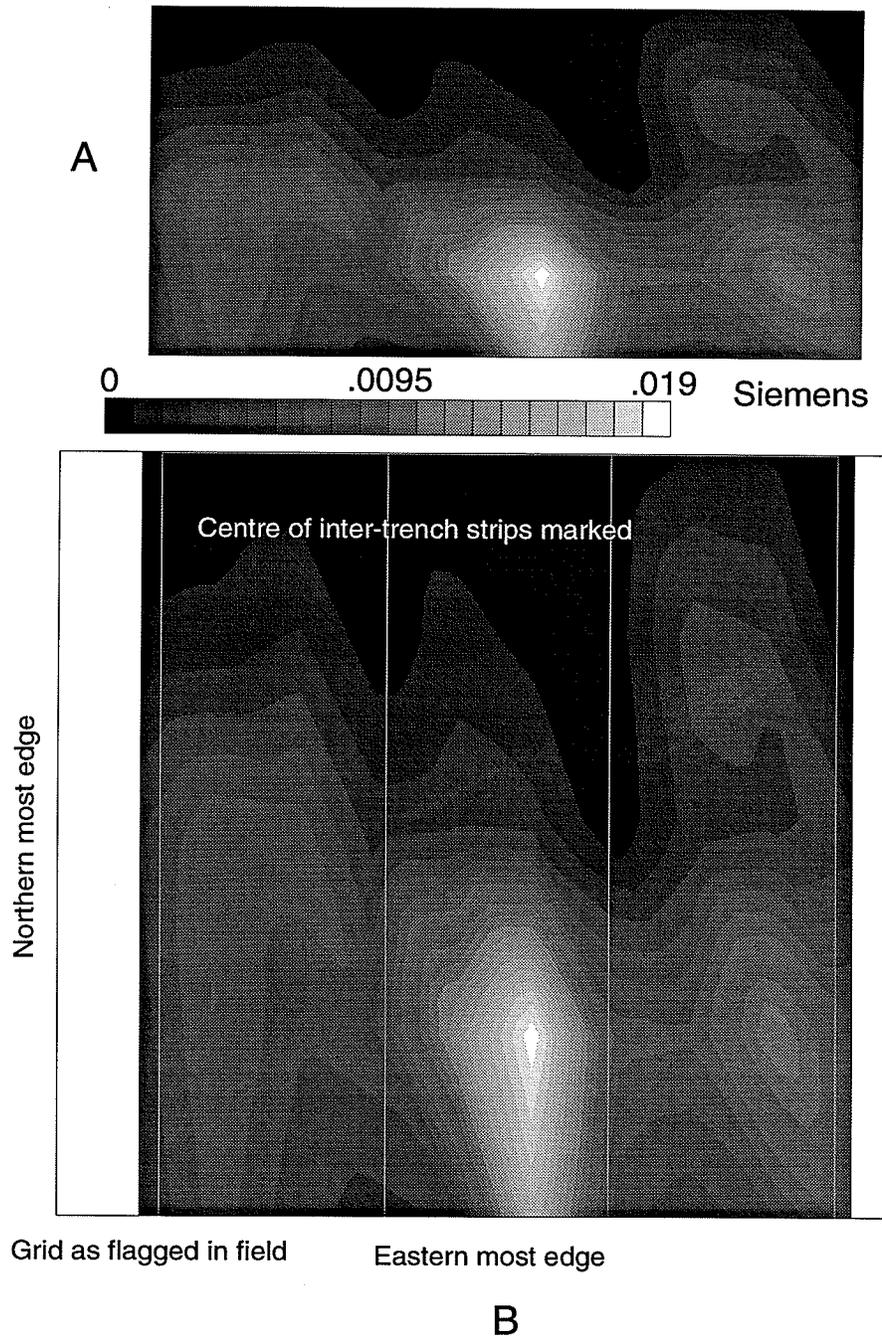 A
0 .0095 .019 Siemens
Centre of inter-trench strips marked
Northern most edge
Grid as flagged in field Eastern most edge
B